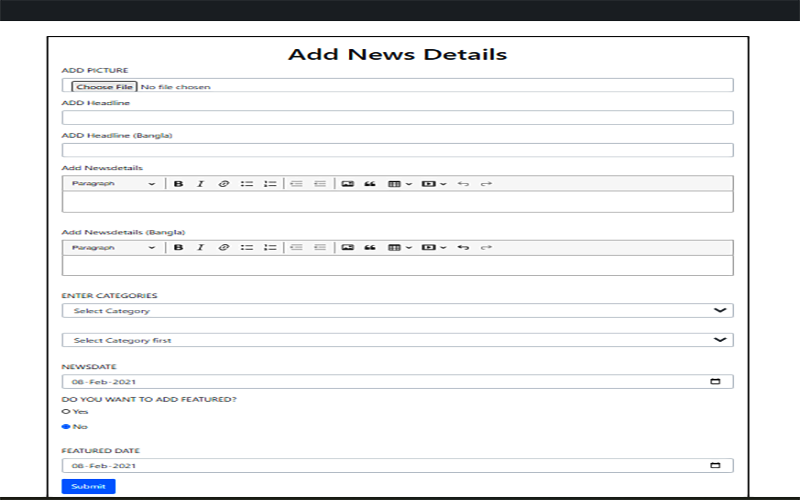 Add News Details
ADD PICTURE
Choose File No file chosen
ADD Headline
ADD Headline (Bangla)
Add Newsdetails
Paragraph B I
Add Newsdetails (Bangla)
Paragraph B I
ENTER CATEGORIES
Select Category
Select Category first
NEWSDATE
08-Feb-2021
DO YOU WANT TO ADD FEATURED?
Yes
No
FEATURED DATE
08-Feb-2021
Submit